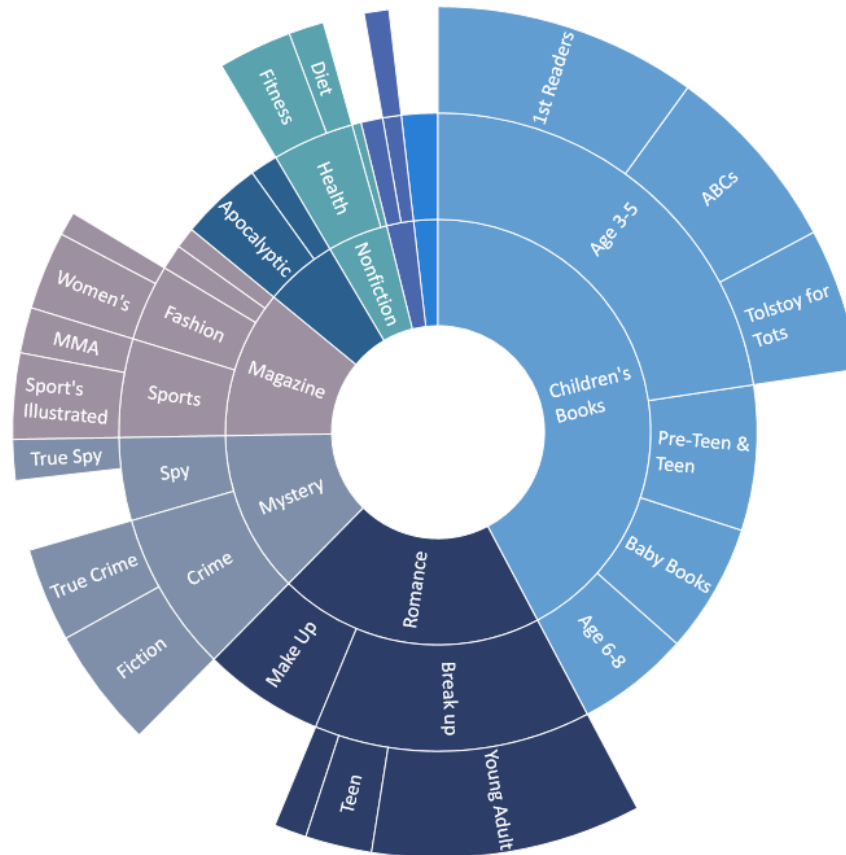 1st Readers
ABCs
Tolstoy for
Tots
Age 3-5
Children's
Books
Pre-Teen &
Teen
Baby Books
Age 6-8
Romance
Break up
Make Up
Young Adult
Teen
Mystery
Crime
Spy
Fiction
True Crime
True Spy
Magazine
Sports
Fashion
Sport's
Illustrated
MMA
Women's
Apocalyptic
Nonfiction
Health
Fitness
Diet